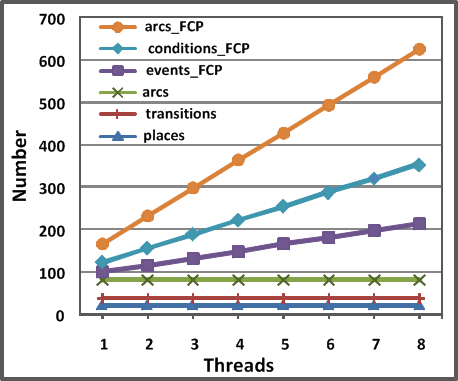 700
600
500
400
300
200
100
0
Number
arcs_FCP
conditions_FCP
events_FCP
arcs
transitions
places
1 2 3 4 5 6 7 8
Threads